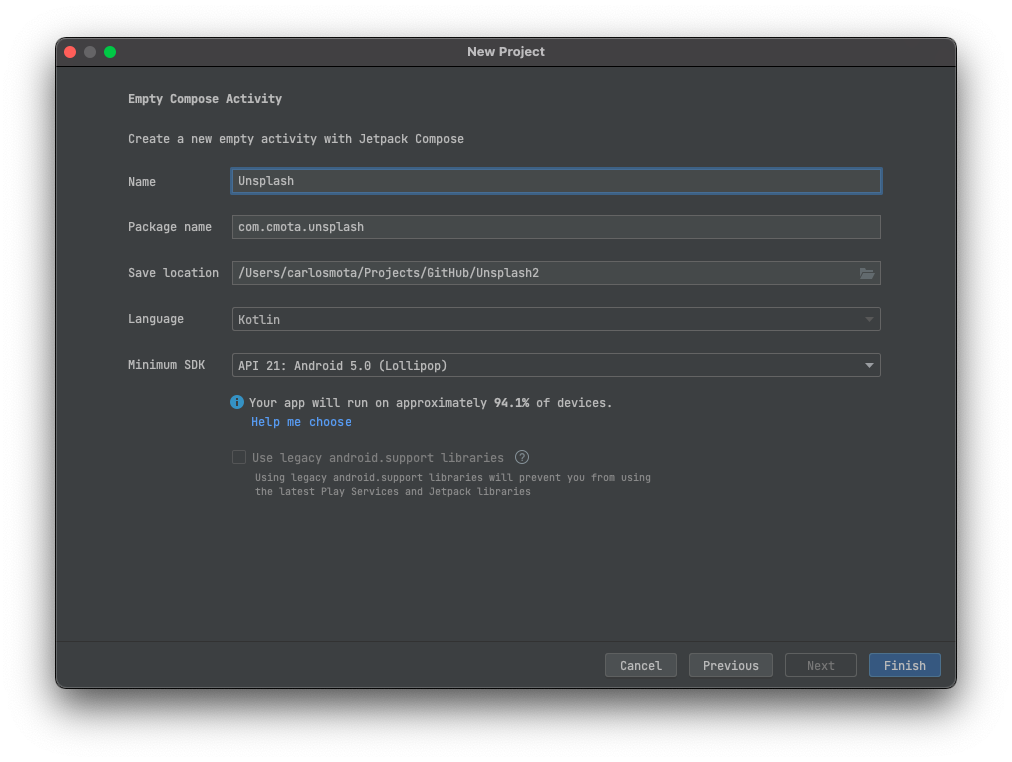 New Project
Empty Compose Activity
Create a new empty activity with Jetpack Compose
Name Unsplash
Package name com.cmota.unsplash
Save location /Users/carlosmota/Projects/GitHub/Unsplash2
Language Kotlin
Minimum SDK API 21: Android 5.0 (Lollipop)
i Your app will run on approximately 94.1% of devices.
Help me choose
Use legacy android.support libraries ?
Using legacy android.support libraries will prevent you from using
the latest Play Services and Jetpack libraries
Cancel Previous Next Finish